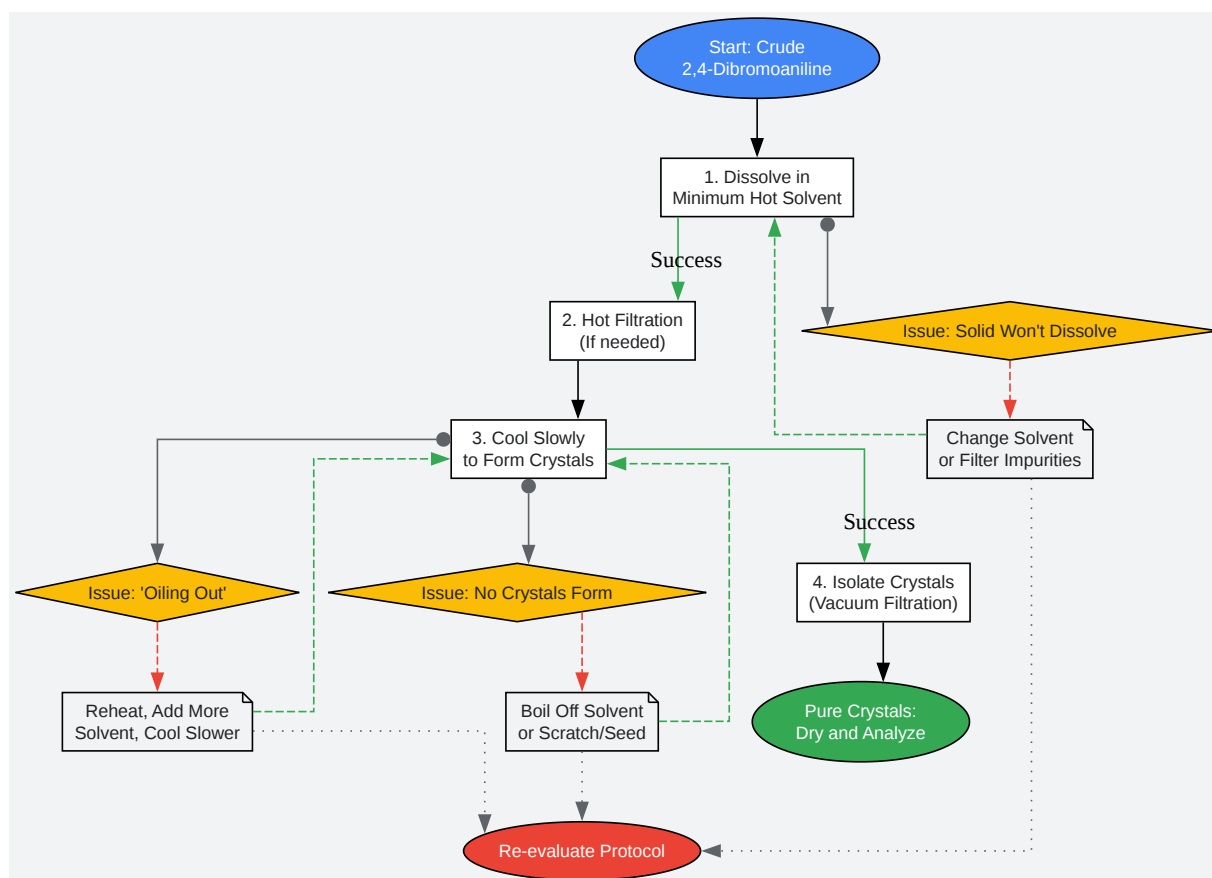 Start: Crude
2,4-Dibromoaniline
1. Dissolve in
Minimum Hot Solvent
Success
2. Hot Filtration
(If needed)
Issue: Solid Won't Dissolve
3. Cool Slowly
to Form Crystals
Change Solvent
or Filter Impurities
Success
Issue: 'Oiling Out'
Issue: No Crystals Form
4. Isolate Crystals
(Vacuum Filtration)
Reheat, Add More
Solvent, Cool Slower
Boil Off Solvent
or Scratch/Seed
Pure Crystals:
Dry and Analyze
Re-evaluate Protocol